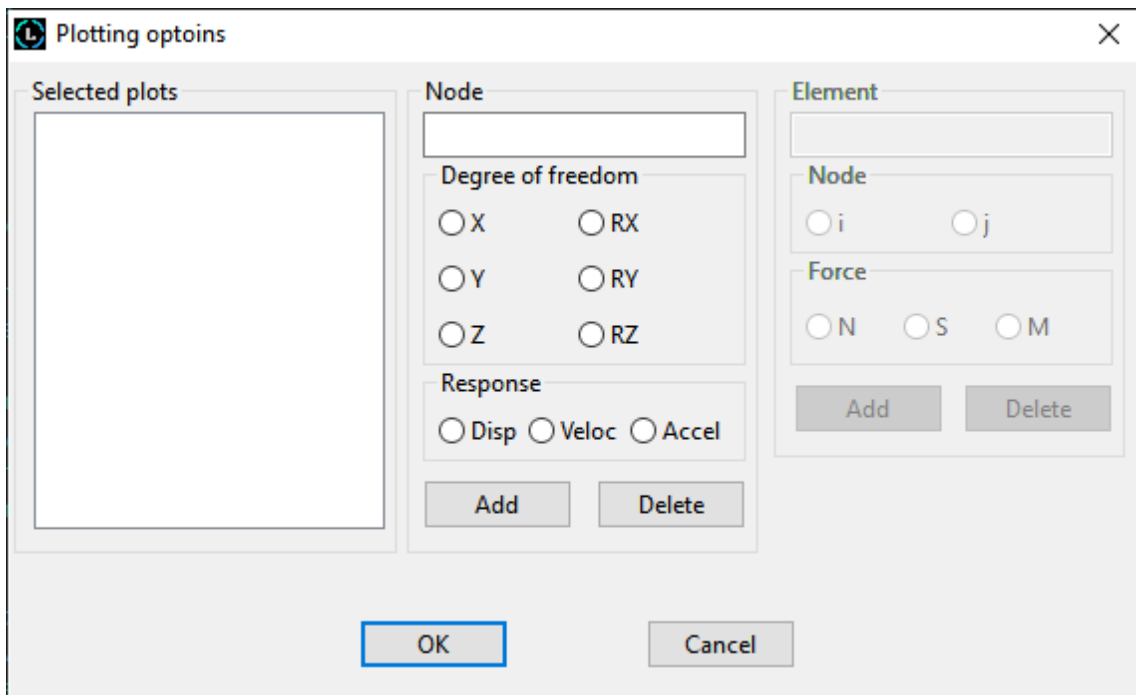 L
Plotting optoins
Selected plots
Node
Degree of freedom
X
RX
Y
RY
Z
RZ
Response
Disp
Veloc
Accel
Add
Delete
Element
Node
i
j
Force
N
S
M
Add
Delete
OK
Cancel